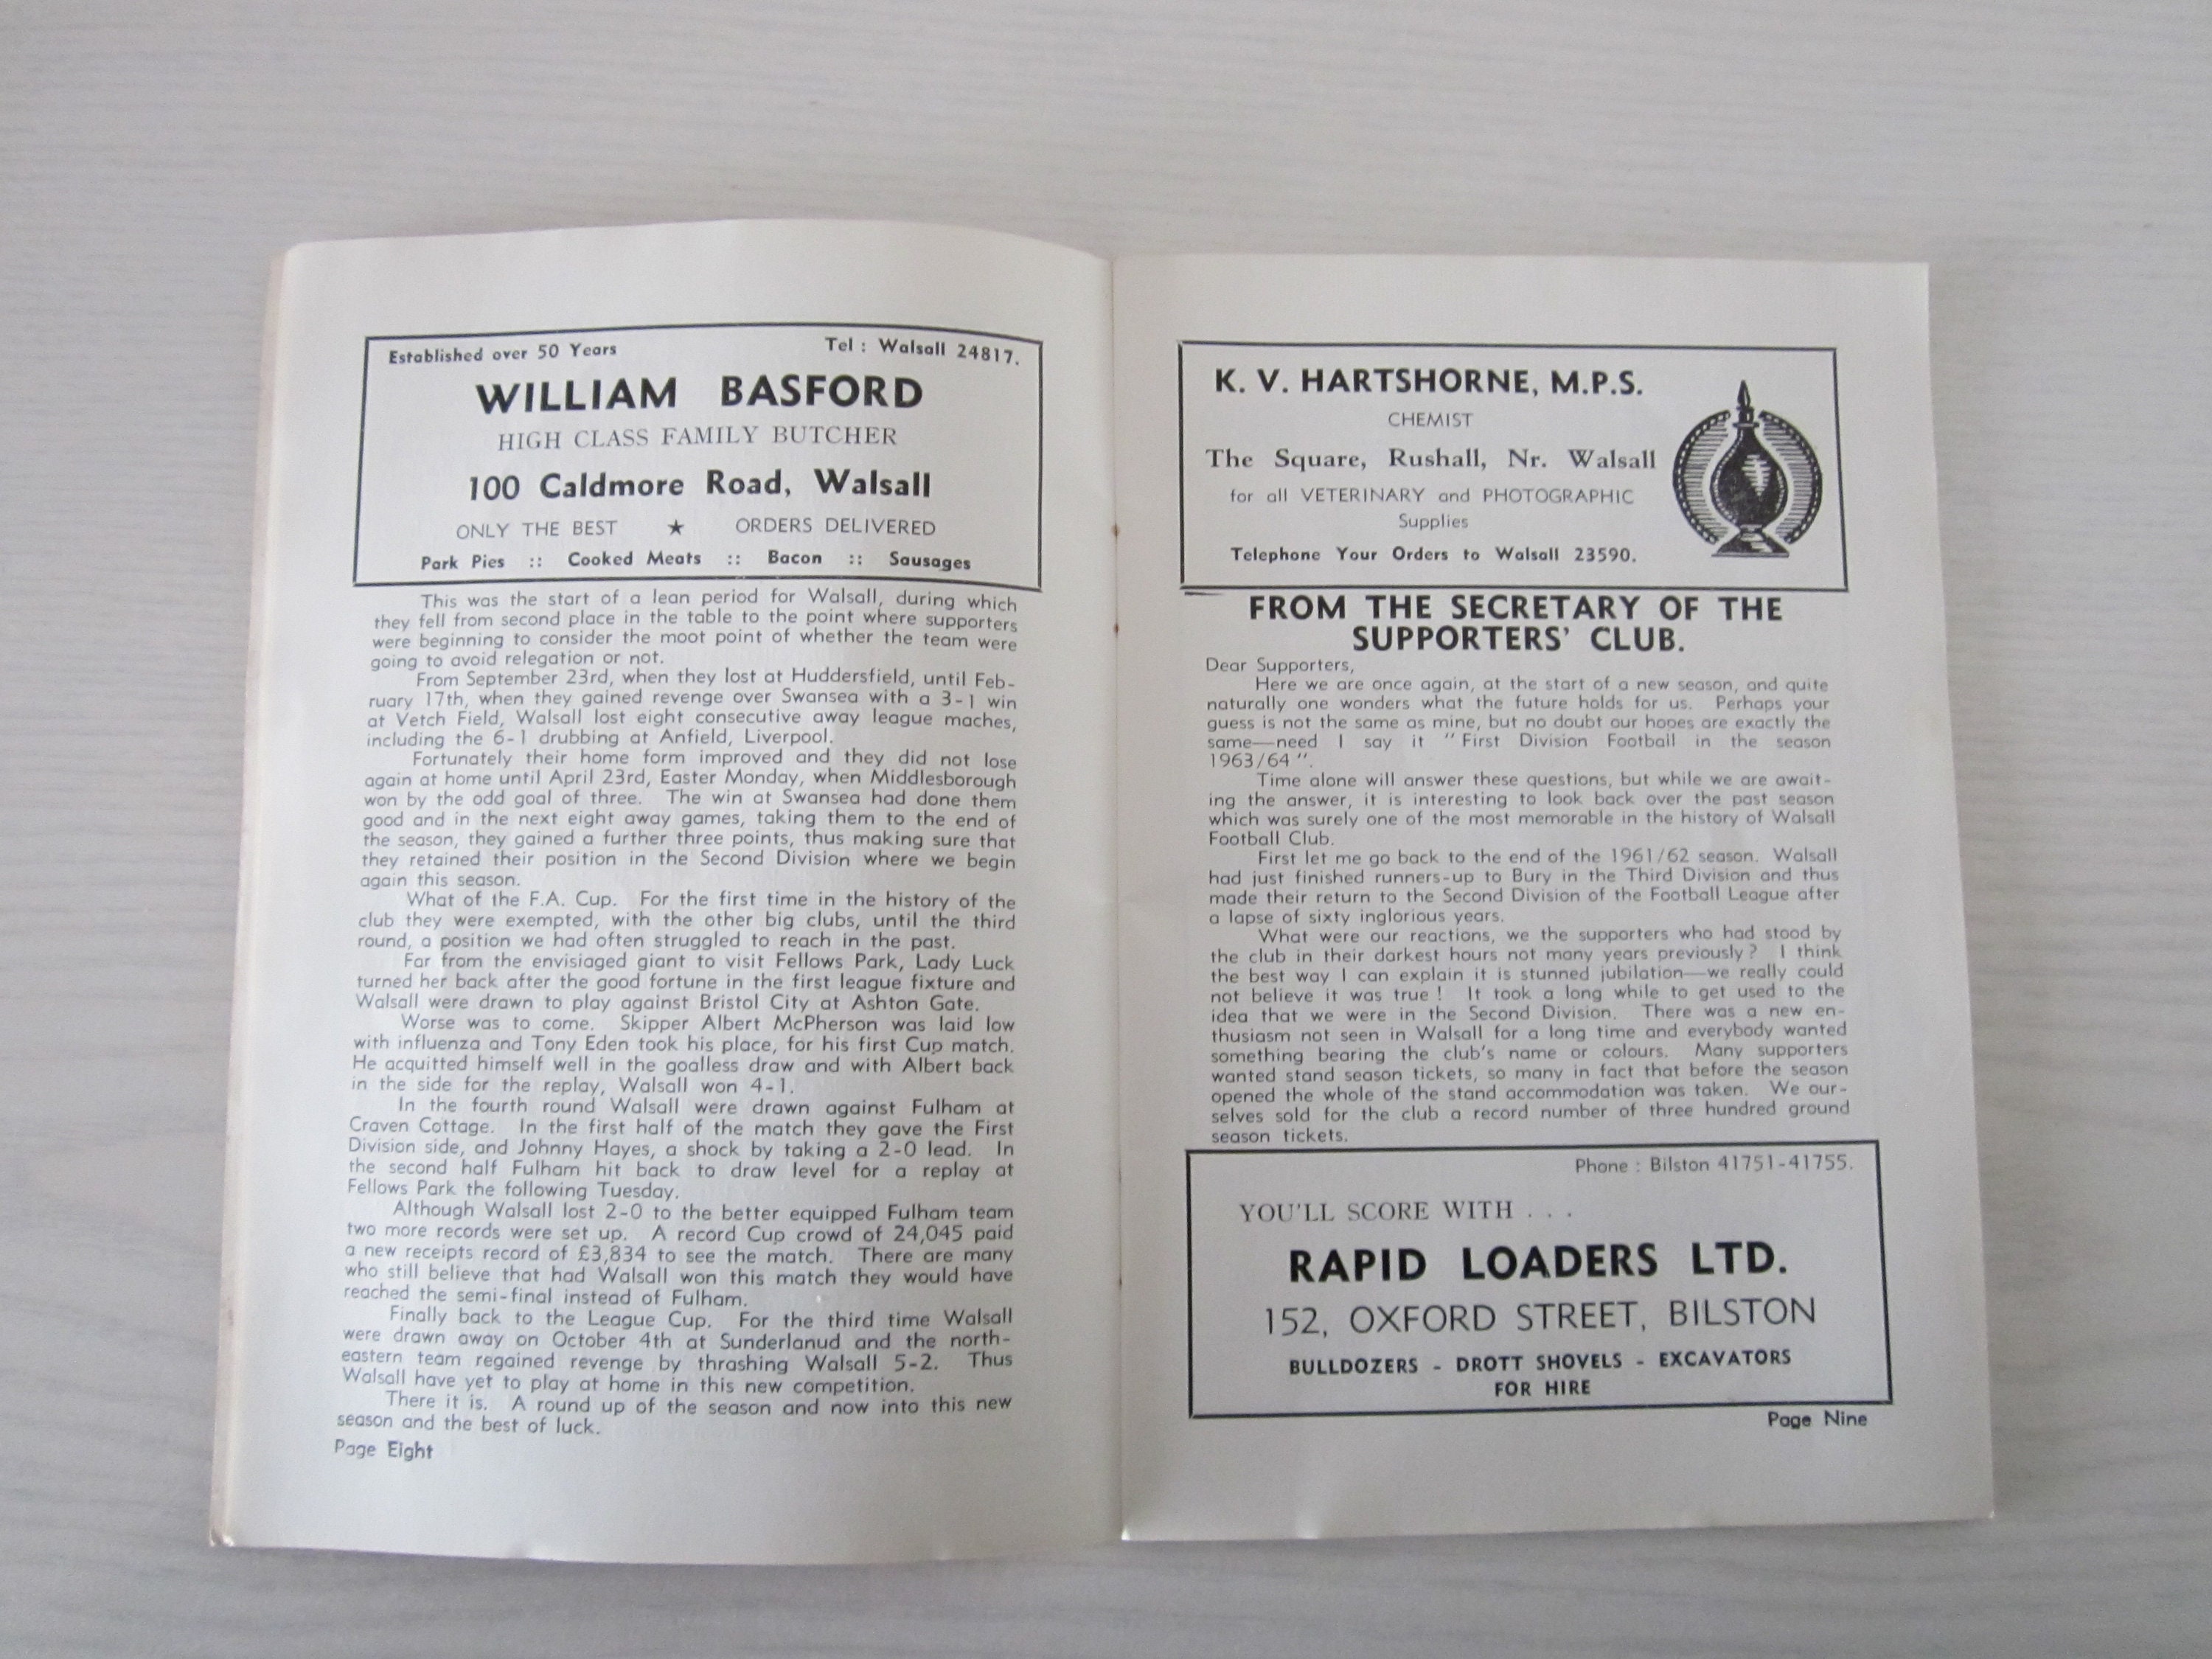 Established over 50 Years Tel : Walsall 24817.
WILLIAM BASFORD
HIGH CLASS FAMILY BUTCHER
100 Caldmore Road, Walsall
ONLY THE BEST ★ ORDERS DELIVERED
Park Pies :: Cooked Meats :: Bacon :: Sausages
This was the start of a lean period for Walsall, during which
they fell from second place in the table to the point where supporters
were beginning to consider the moot point of whether the team were
going to avoid relegation or not.
From September 23rd, when they lost at Huddersfield, until Feb-
ruary 17th, when they gained revenge over Swansea with a 3-1 win
at Vetch Field, Walsall lost eight consecutive away league maches,
including the 6-1 drubbing at Anfield, Liverpool.
Fortunately their home form improved and they did not lose
again at home until April 23rd, Easter Monday, when Middlesborough
won by the odd goal of three. The win at Swansea had done them
good and in the next eight away games, taking them to the end of
the season, they gained a further three points, thus making sure that
they retained their position in the Second Division where we begin
again this season.
What of the F.A. Cup. For the first time in the history of the
club they were exempted, with the other big clubs, until the third
round, a position we had often struggled to reach in the past.
Far from the envisiaged giant to visit Fellows Park, Lady Luck
turned her back after the good fortune in the first league fixture and
Walsall were drawn to play against Bristol City at Ashton Gate.
Worse was to come. Skipper Albert McPherson was laid low
with influenza and Tony Eden took his place, for his first Cup match.
He acquitted himself well in the goalless draw and with Albert back
in the side for the replay, Walsall won 4-1.
In the fourth round Walsall were drawn against Fulham at
Craven Cottage. In the first half of the match they gave the First
Division side, and Johnny Hayes, a shock by taking a 2-0 lead. In
the second half Fulham hit back to draw level for a replay at
Fellows Park the following Tuesday.
Although Walsall lost 2-0 to the better equipped Fulham team
two more records were set up. A record Cup crowd of 24,045 paid
a new receipts record of £3,834 to see the match. There are many
who still believe that had Walsall won this match they would have
reached the semi-final instead of Fulham.
Finally back to the League Cup. For the third time Walsall
were drawn away on October 4th at Sunderlanud and the north-
eastern team regained revenge by thrashing Walsall 5-2. Thus
Walsall have yet to play at home in this new competition.
There it is. A round up of the season and now into this new
season and the best of luck.
Page Eight
K. V. HARTSHORNE, M.P.S.
CHEMIST
The Square, Rushall, Nr. Walsall
for all VETERINARY and PHOTOGRAPHIC
Supplies
Telephone Your Orders to Walsall 23590.
FROM THE SECRETARY OF THE
SUPPORTERS' CLUB.
Dear Supporters,
Here we are once again, at the start of a new season, and quite
naturally one wonders what the future holds for us. Perhaps your
guess is not the same as mine, but no doubt our hopes are exactly the
same—need I say it "First Division Football in the season
1963/64".
Time alone will answer these questions, but while we are await-
ing the answer, it is interesting to look back over the past season
which was surely one of the most memorable in the history of Walsall
Football Club.
First let me go back to the end of the 1961/62 season. Walsall
had just finished runners-up to Bury in the Third Division and thus
made their return to the Second Division of the Football League after
a lapse of sixty inglorious years.
What were our reactions, we the supporters who had stood by
the club in their darkest hours not many years previously? I think
the best way I can explain it is stunned jubilation—we really could
not believe it was true! It took a long while to get used to the
idea that we were in the Second Division. There was a new en-
thusiasm not seen in Walsall for a long time and everybody wanted
something bearing the club's name or colours. Many supporters
wanted stand season tickets, so many in fact that before the season
opened the whole of the stand accommodation was taken. We our-
selves sold for the club a record number of three hundred ground
season tickets.
Phone : Bilston 41751-41755.
YOU'LL SCORE WITH . . .
RAPID LOADERS LTD.
152, OXFORD STREET, BILSTON
BULLDOZERS - DROTT SHOVELS - EXCAVATORS
FOR HIRE
Page Nine